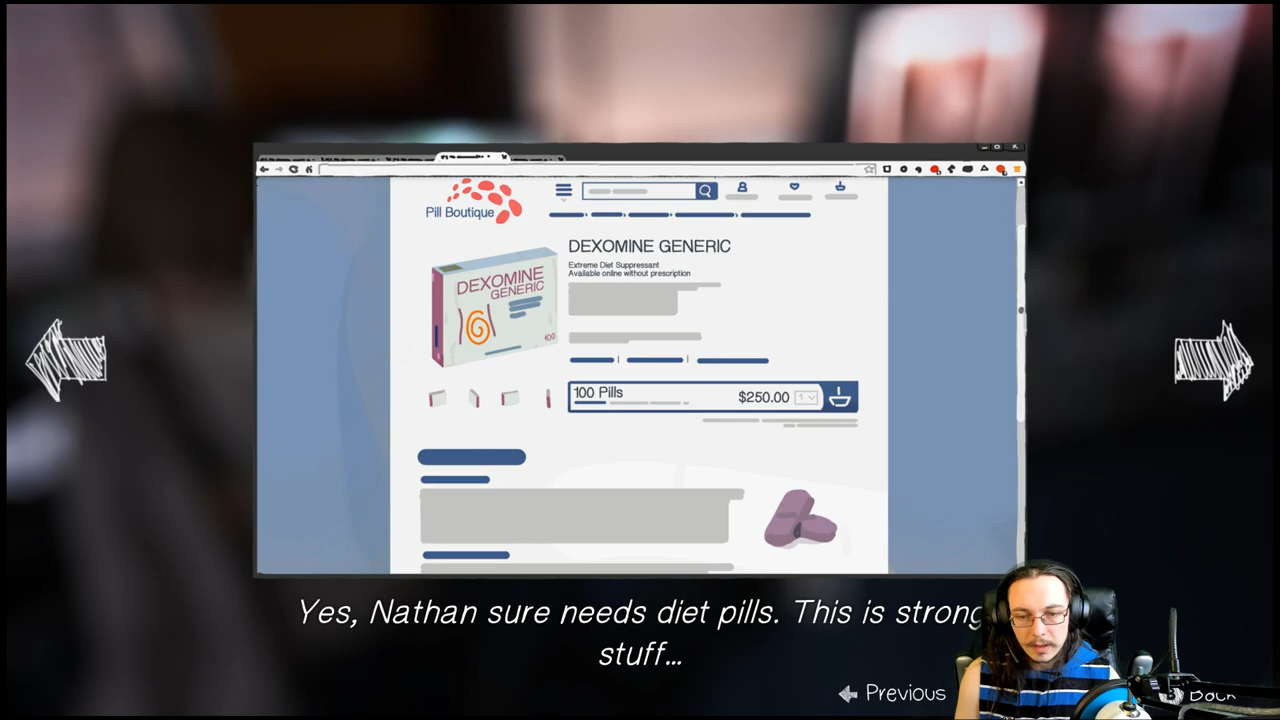 Pill Boutique
DEXOMINE GENERIC
Extreme Diet Suppressant
Available online without prescription
DEXOMINE
GENERIC
100
100 Pills
$250.00
1
Yes, Nathan sure needs diet pills. This is strong
stuff...
Previous
Back